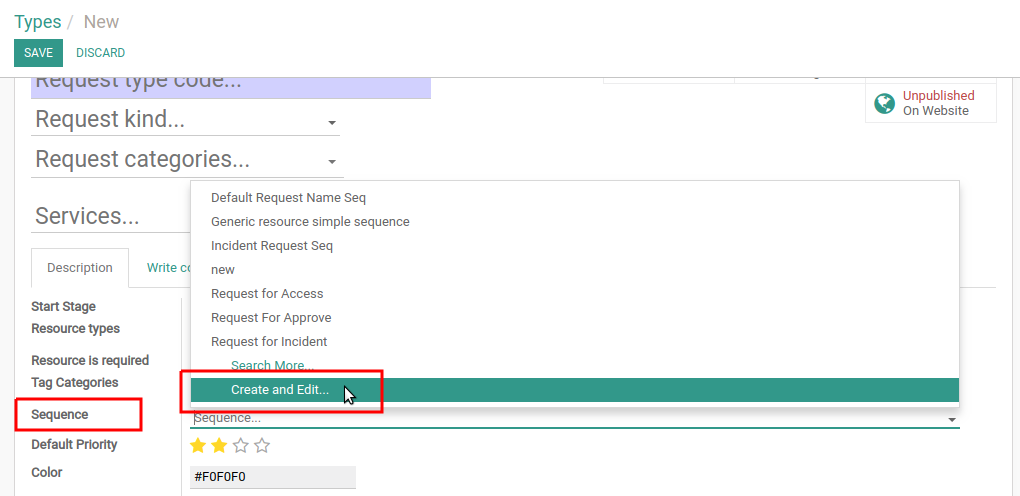 Types / New
SAVE DISCARD
Request type code...
Unpublished
On Website
Request kind...
Request categories...
Services...
Default Request Name Seq
Generic resource simple sequence
Incident Request Seq
new
Request for Access
Request For Approve
Request for Incident
Search More...
Create and Edit...
Description
Write co
Start Stage
Resource types
Resource is required
Tag Categories
Sequence
Sequence...
Default Priority
Color
#F0F0F0